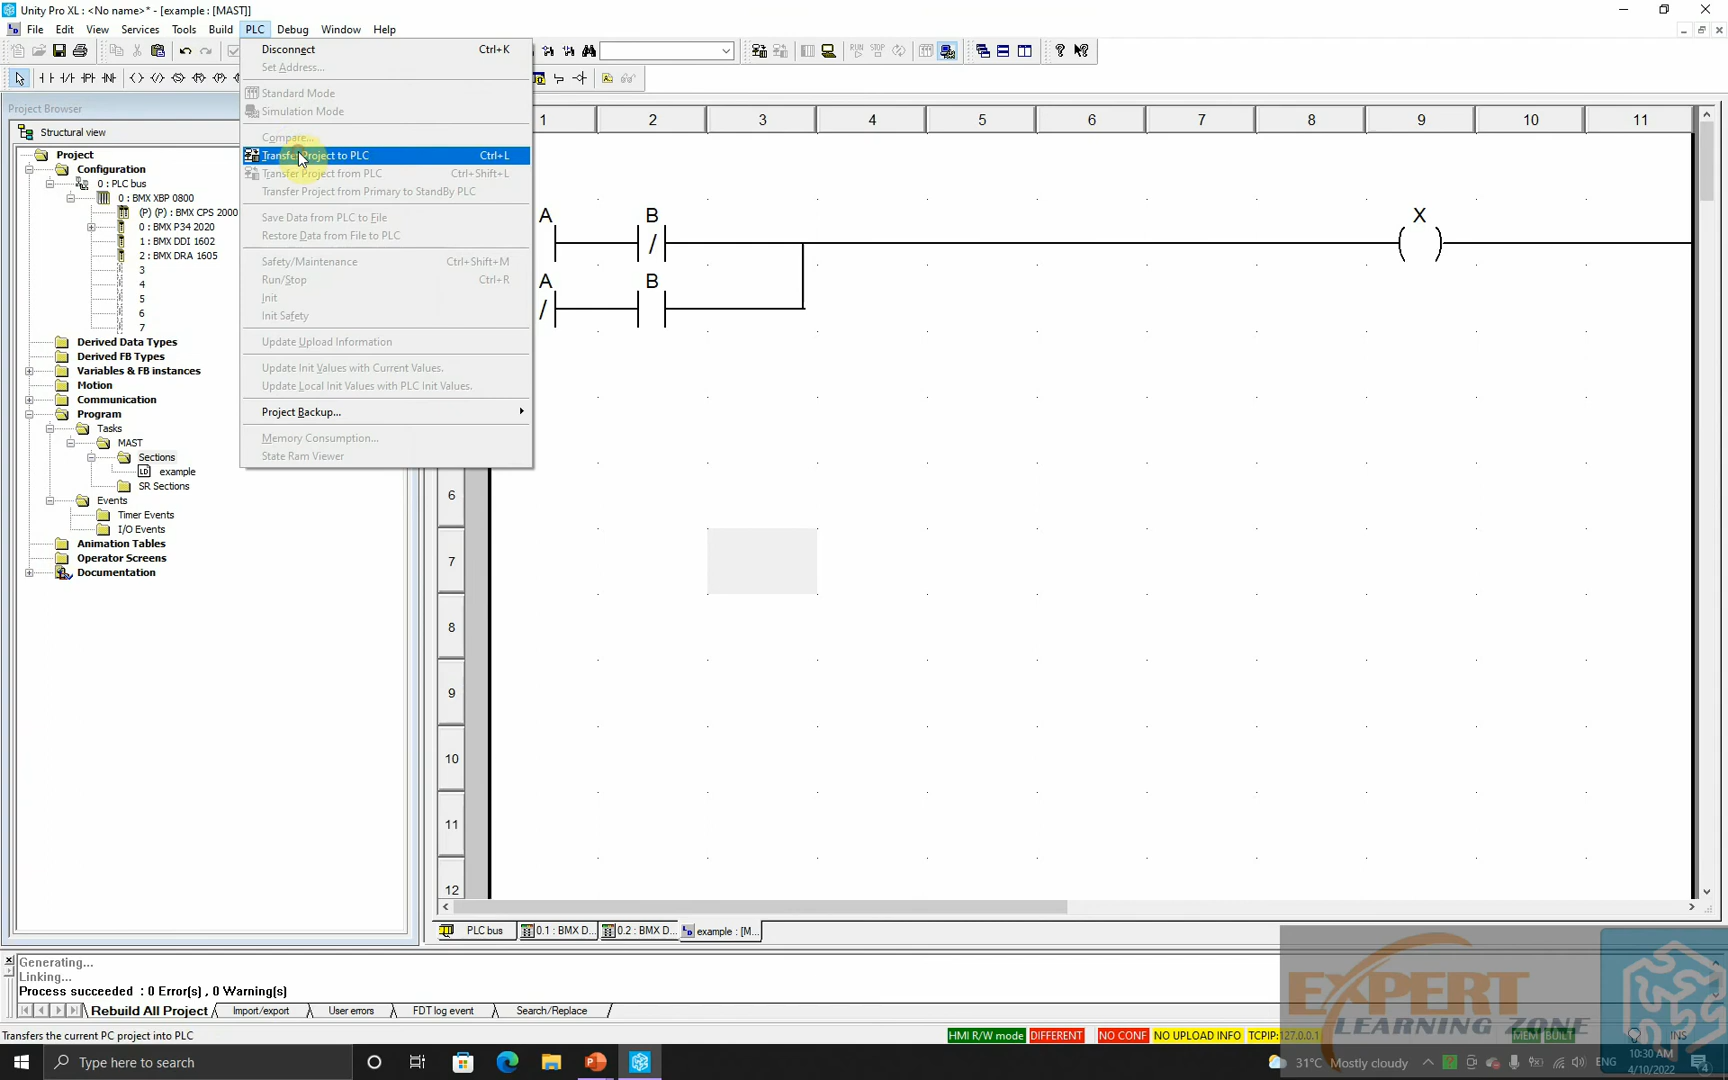 Unity Pro XL : <No name>* - [example : [MAST]]
File Edit View Services Tools Build PLC Debug Window Help
Disconnect Ctrl+K
Set Address...
Standard Mode
Simulation Mode
Compare...
Transfer Project to PLC Ctrl+L
Transfer Project from PLC Ctrl+Shift+L
Transfer Project from Primary to StandBy PLC
Save Data from PLC to File
Restore Data from File to PLC
Safety/Maintenance Ctrl+Shift+M
Run/Stop Ctrl+R
Init
Init Safety
Update Upload Information
Update Init Values with Current Values.
Update Local Init Values with PLC Init Values.
Project Backup...
Memory Consumption...
State Ram Viewer
RUN STOP
Project Browser
Structural view
Project
Configuration
0 : PLC bus
0 : BMX XBP 0800
(P) (P) : BMX CPS 2000
0 : BMX P34 2020
1 : BMX DDI 1602
2 : BMX DRA 1605
3
4
5
6
7
Derived Data Types
Derived FB Types
Variables & FB instances
Motion
Communication
Program
Tasks
MAST
Sections
LD example
SR Sections
Events
Timer Events
I/O Events
Animation Tables
Operator Screens
Documentation
1 2 3 4 5 6 7 8 9 10 11
A B X
A B
6
7
8
9
10
11
12
PLC bus 0.1 : BMX D... 0.2 : BMX D... example : [M...
Generating...
Linking...
Process succeeded : 0 Error(s) , 0 Warning(s)
Rebuild All Project Import/export User errors FDT log event Search/Replace
Transfers the current PC project into PLC HMI R/W mode DIFFERENT NO CONF NO UPLOAD INFO TCPIP:127.0.0.1 MEM BUILT INS
EXPERT
LEARNING ZONE
Type here to search 31°C Mostly cloudy ENG 10:30 AM
4/10/2022 4